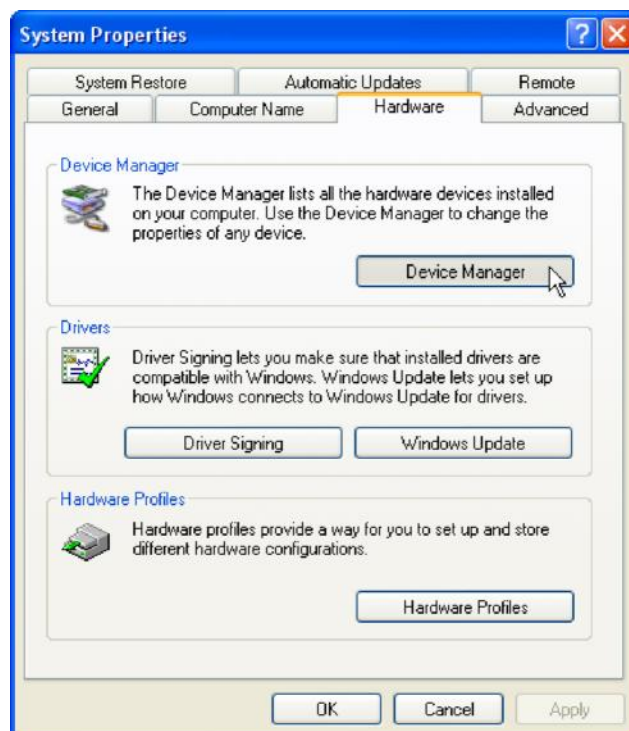 System Properties
System Restore Automatic Updates Remote
General Computer Name Hardware Advanced
Device Manager
The Device Manager lists all the hardware devices installed
on your computer. Use the Device Manager to change the
properties of any device.
Device Manager
Drivers
Driver Signing lets you make sure that installed drivers are
compatible with Windows. Windows Update lets you set up
how Windows connects to Windows Update for drivers.
Driver Signing Windows Update
Hardware Profiles
Hardware profiles provide a way for you to set up and store
different hardware configurations.
Hardware Profiles
OK Cancel Apply